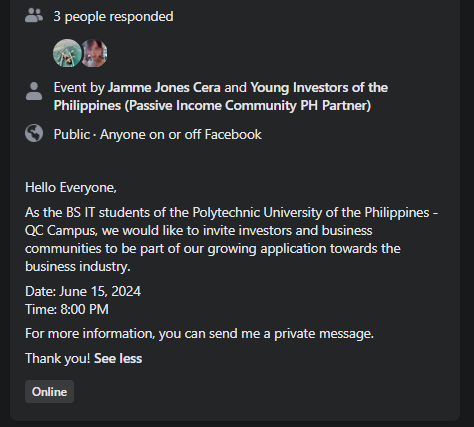 3 people responded
Event by Jamme Jones Cera and Young Investors of the
Philippines (Passive Income Community PH Partner)
Public · Anyone on or off Facebook
Hello Everyone,
As the BS IT students of the Polytechnic University of the Philippines -
QC Campus, we would like to invite investors and business
communities to be part of our growing application towards the
business industry.
Date: June 15, 2024
Time: 8:00 PM
For more information, you can send me a private message.
Thank you! See less
Online